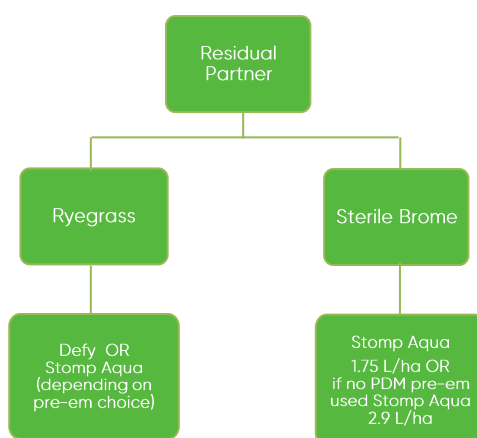 Residual
Partner
Ryegrass
Sterile Brome
Defy OR
Stomp Aqua
(depending on
pre-em choice)
Stomp Aqua
1.75 L/ha OR
if no PDM pre-em
used Stomp Aqua
2.9 L/ha